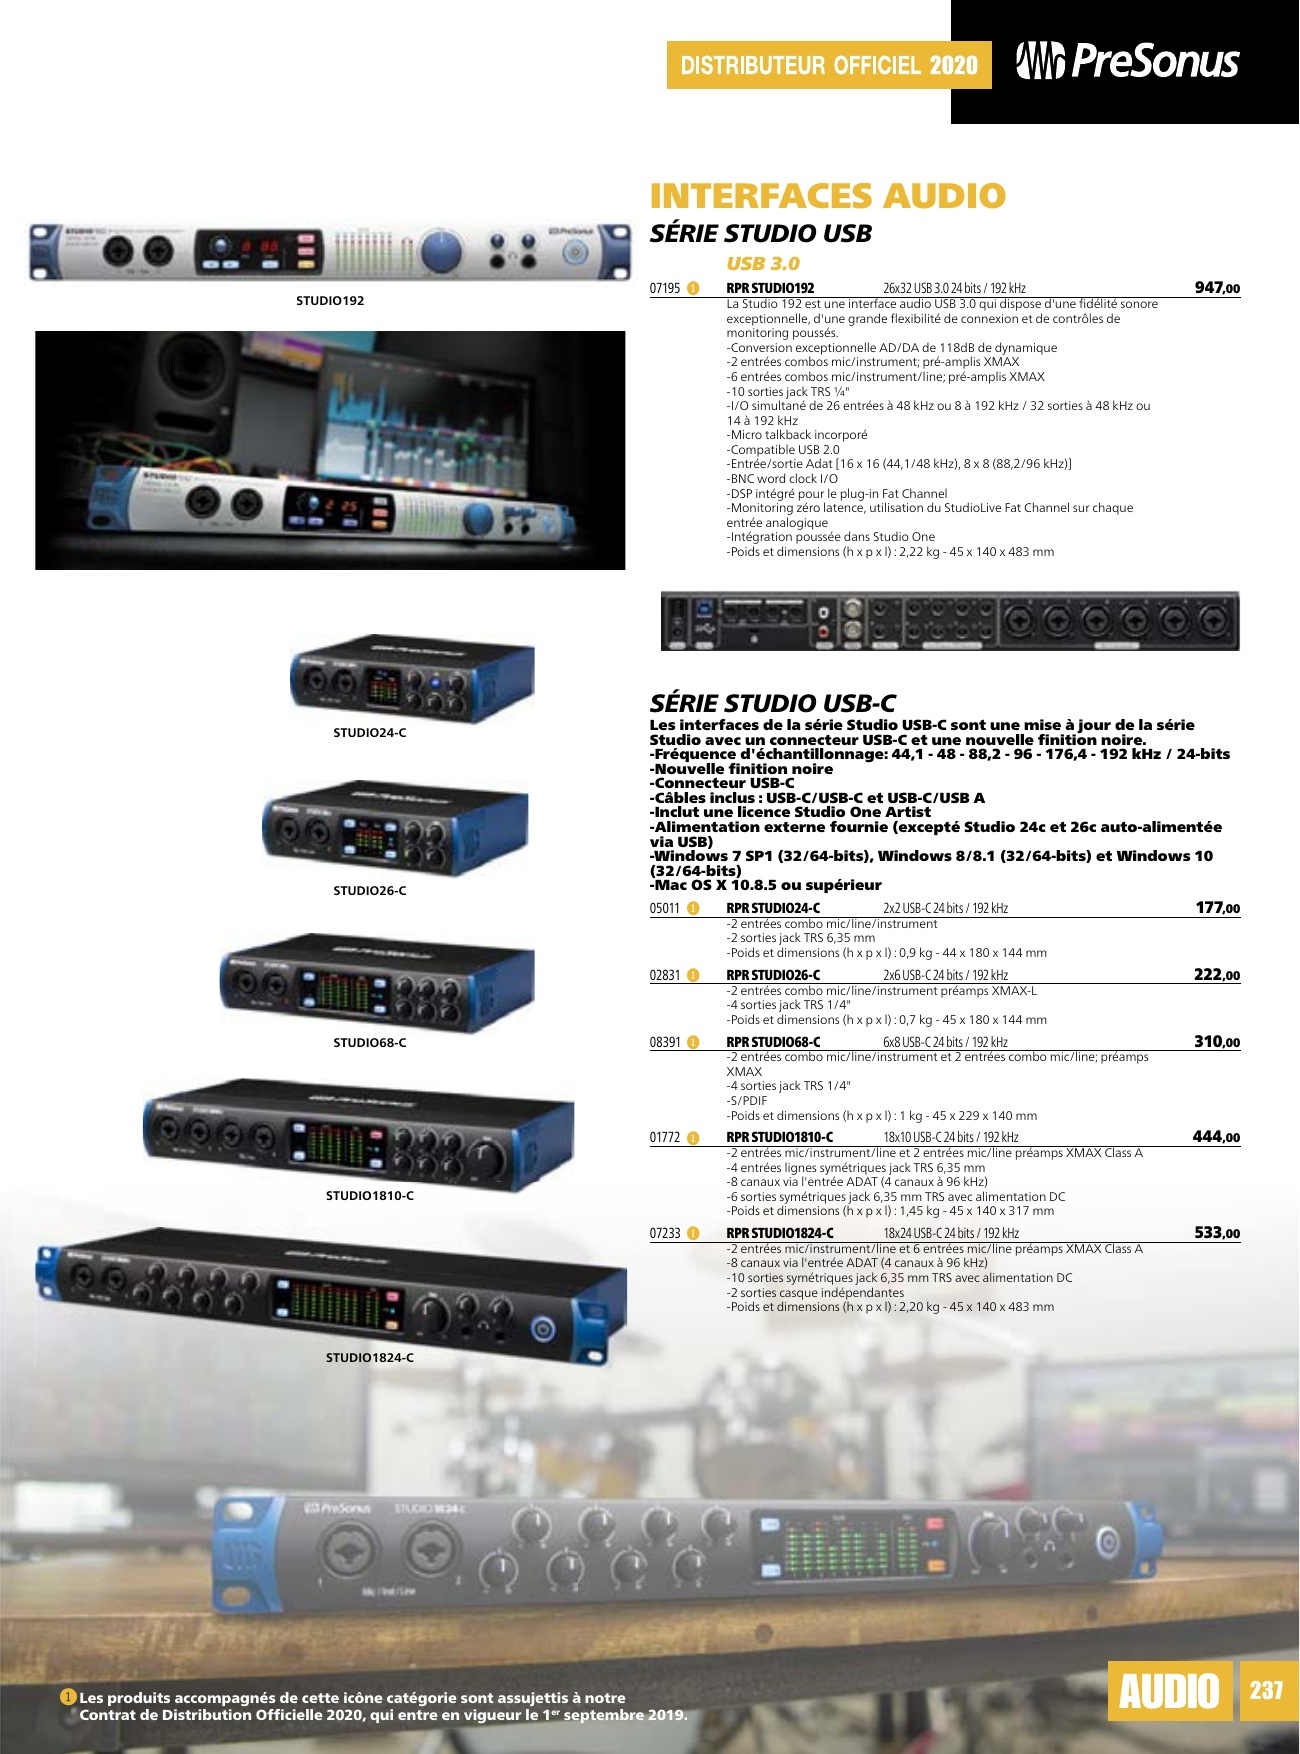 DISTRIBUTEUR OFFICIEL 2020
PreSonus
INTERFACES AUDIO
SÉRIE STUDIO USB
USB 3.0
07195 1 RPR STUDIO192 26x32 USB 3.0 24 bits / 192 kHz 947,00
La Studio 192 est une interface audio USB 3.0 qui dispose d'une fidélité sonore
exceptionnelle, d'une grande flexibilité de connexion et de contrôles de
monitoring poussés.
-Conversion exceptionnelle AD/DA de 118dB de dynamique
-2 entrées combos mic/instrument; pré-amplis XMAX
-6 entrées combos mic/instrument/line; pré-amplis XMAX
-10 sorties jack TRS ¼"
-I/O simultané de 26 entrées à 48 kHz ou 8 à 192 kHz / 32 sorties à 48 kHz ou
14 à 192 kHz
-Micro talkback incorporé
-Compatible USB 2.0
-Entrée/sortie Adat [16 x 16 (44,1/48 kHz), 8 x 8 (88,2/96 kHz)]
-BNC word clock I/O
-DSP intégré pour le plug-in Fat Channel
-Monitoring zéro latence, utilisation du StudioLive Fat Channel sur chaque
entrée analogique
-Intégration poussée dans Studio One
-Poids et dimensions (h x p x l) : 2,22 kg - 45 x 140 x 483 mm
STUDIO192
STUDIO24-C
STUDIO26-C
STUDIO68-C
STUDIO1810-C
STUDIO1824-C
SÉRIE STUDIO USB-C
Les interfaces de la série Studio USB-C sont une mise à jour de la série
Studio avec un connecteur USB-C et une nouvelle finition noire.
-Fréquence d'échantillonnage: 44,1 - 48 - 88,2 - 96 - 176,4 - 192 kHz / 24-bits
-Nouvelle finition noire
-Connecteur USB-C
-Câbles inclus : USB-C/USB-C et USB-C/USB A
-Inclut une licence Studio One Artist
-Alimentation externe fournie (excepté Studio 24c et 26c auto-alimentée
via USB)
-Windows 7 SP1 (32/64-bits), Windows 8/8.1 (32/64-bits) et Windows 10
(32/64-bits)
-Mac OS X 10.8.5 ou supérieur
05011 1 RPR STUDIO24-C 2x2 USB-C 24 bits / 192 kHz 177,00
-2 entrées combo mic/line/instrument
-2 sorties jack TRS 6,35 mm
-Poids et dimensions (h x p x l) : 0,9 kg - 44 x 180 x 144 mm
02831 1 RPR STUDIO26-C 2x6 USB-C 24 bits / 192 kHz 222,00
-2 entrées combo mic/line/instrument préamps XMAX-L
-4 sorties jack TRS 1/4"
-Poids et dimensions (h x p x l) : 0,7 kg - 45 x 180 x 144 mm
08391 1 RPR STUDIO68-C 6x8 USB-C 24 bits / 192 kHz 310,00
-2 entrées combo mic/line/instrument et 2 entrées combo mic/line; préamps
XMAX
-4 sorties jack TRS 1/4"
-S/PDIF
-Poids et dimensions (h x p x l) : 1 kg - 45 x 229 x 140 mm
01772 1 RPR STUDIO1810-C 18x10 USB-C 24 bits / 192 kHz 444,00
-2 entrées mic/instrument/line et 2 entrées mic/line préamps XMAX Class A
-4 entrées lignes symétriques jack TRS 6,35 mm
-8 canaux via l'entrée ADAT (4 canaux à 96 kHz)
-6 sorties symétriques jack 6,35 mm TRS avec alimentation DC
-Poids et dimensions (h x p x l) : 1,45 kg - 45 x 140 x 317 mm
07233 1 RPR STUDIO1824-C 18x24 USB-C 24 bits / 192 kHz 533,00
-2 entrées mic/instrument/line et 6 entrées mic/line préamps XMAX Class A
-8 canaux via l'entrée ADAT (4 canaux à 96 kHz)
-10 sorties symétriques jack 6,35 mm TRS avec alimentation DC
-2 sorties casque indépendantes
-Poids et dimensions (h x p x l) : 2,20 kg - 45 x 140 x 483 mm
PreSonus STUDIO 1824c
1 Mic / Inst / Line 2
1 Les produits accompagnés de cette icône catégorie sont assujettis à notre
Contrat de Distribution Officielle 2020, qui entre en vigueur le 1er septembre 2019.
AUDIO 237